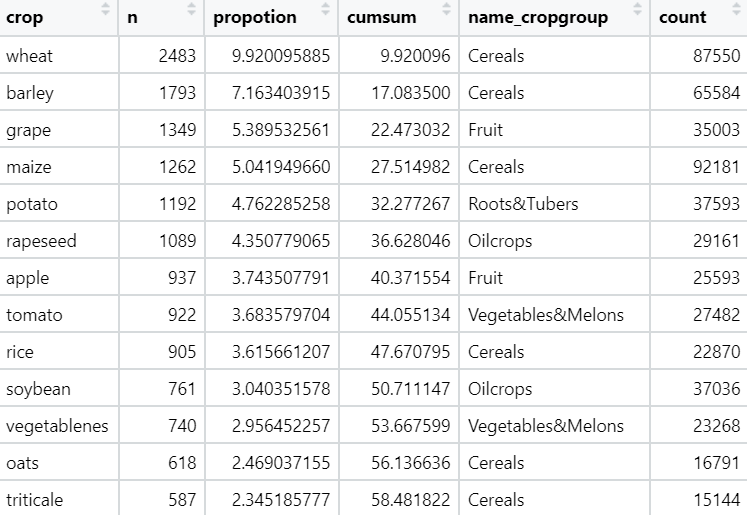 crop n propotion cumsum name_cropgroup count
wheat 2483 9.920095885 9.920096 Cereals 87550
barley 1793 7.163403915 17.083500 Cereals 65584
grape 1349 5.389532561 22.473032 Fruit 35003
maize 1262 5.041949660 27.514982 Cereals 92181
potato 1192 4.762285258 32.277267 Roots&Tubers 37593
rapeseed 1089 4.350779065 36.628046 Oilcrops 29161
apple 937 3.743507791 40.371554 Fruit 25593
tomato 922 3.683579704 44.055134 Vegetables&Melons 27482
rice 905 3.615661207 47.670795 Cereals 22870
soybean 761 3.040351578 50.711147 Oilcrops 37036
vegetablenes 740 2.956452257 53.667599 Vegetables&Melons 23268
oats 618 2.469037155 56.136636 Cereals 16791
triticale 587 2.345185777 58.481822 Cereals 15144